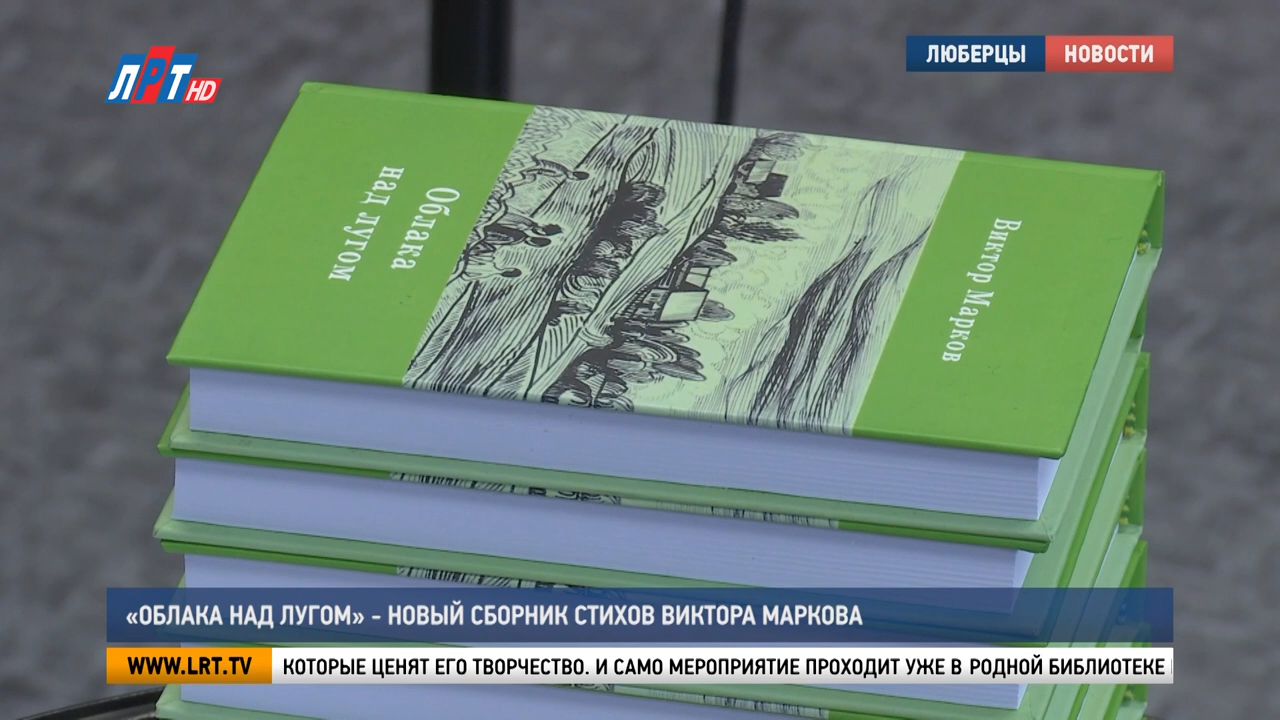 ЛРТ HD
ЛЮБЕРЦЫ НОВОСТИ
Облака
над лугом
Виктор Марков
«ОБЛАКА НАД ЛУГОМ» - НОВЫЙ СБОРНИК СТИХОВ ВИКТОРА МАРКОВА
WWW.LRT.TV КОТОРЫЕ ЦЕНЯТ ЕГО ТВОРЧЕСТВО. И САМО МЕРОПРИЯТИЕ ПРОХОДИТ УЖЕ В РОДНОЙ БИБЛИОТЕКЕ